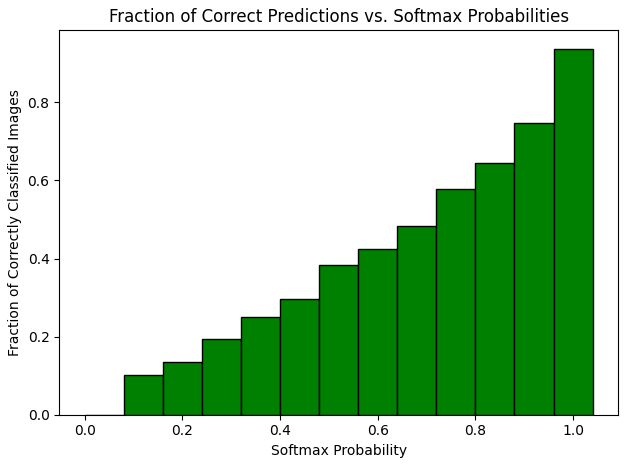 Fraction of Correct Predictions vs. Softmax Probabilities
Fraction of Correctly Classified Images
0.8
0.6
0.4
0.2
0.0
0.0 0.2 0.4 0.6 0.8 1.0
Softmax Probability